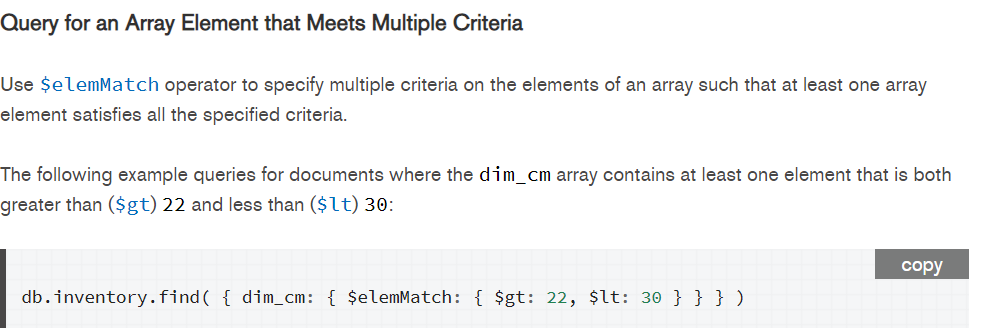 Query for an Array Element that Meets Multiple Criteria
Use $elemMatch operator to specify multiple criteria on the elements of an array such that at least one array
element satisfies all the specified criteria.
The following example queries for documents where the dim_cm array contains at least one element that is both
greater than ($gt) 22 and less than ($lt) 30:
copy
db.inventory.find( { dim_cm: { $elemMatch: { $gt: 22, $lt: 30 } } } )